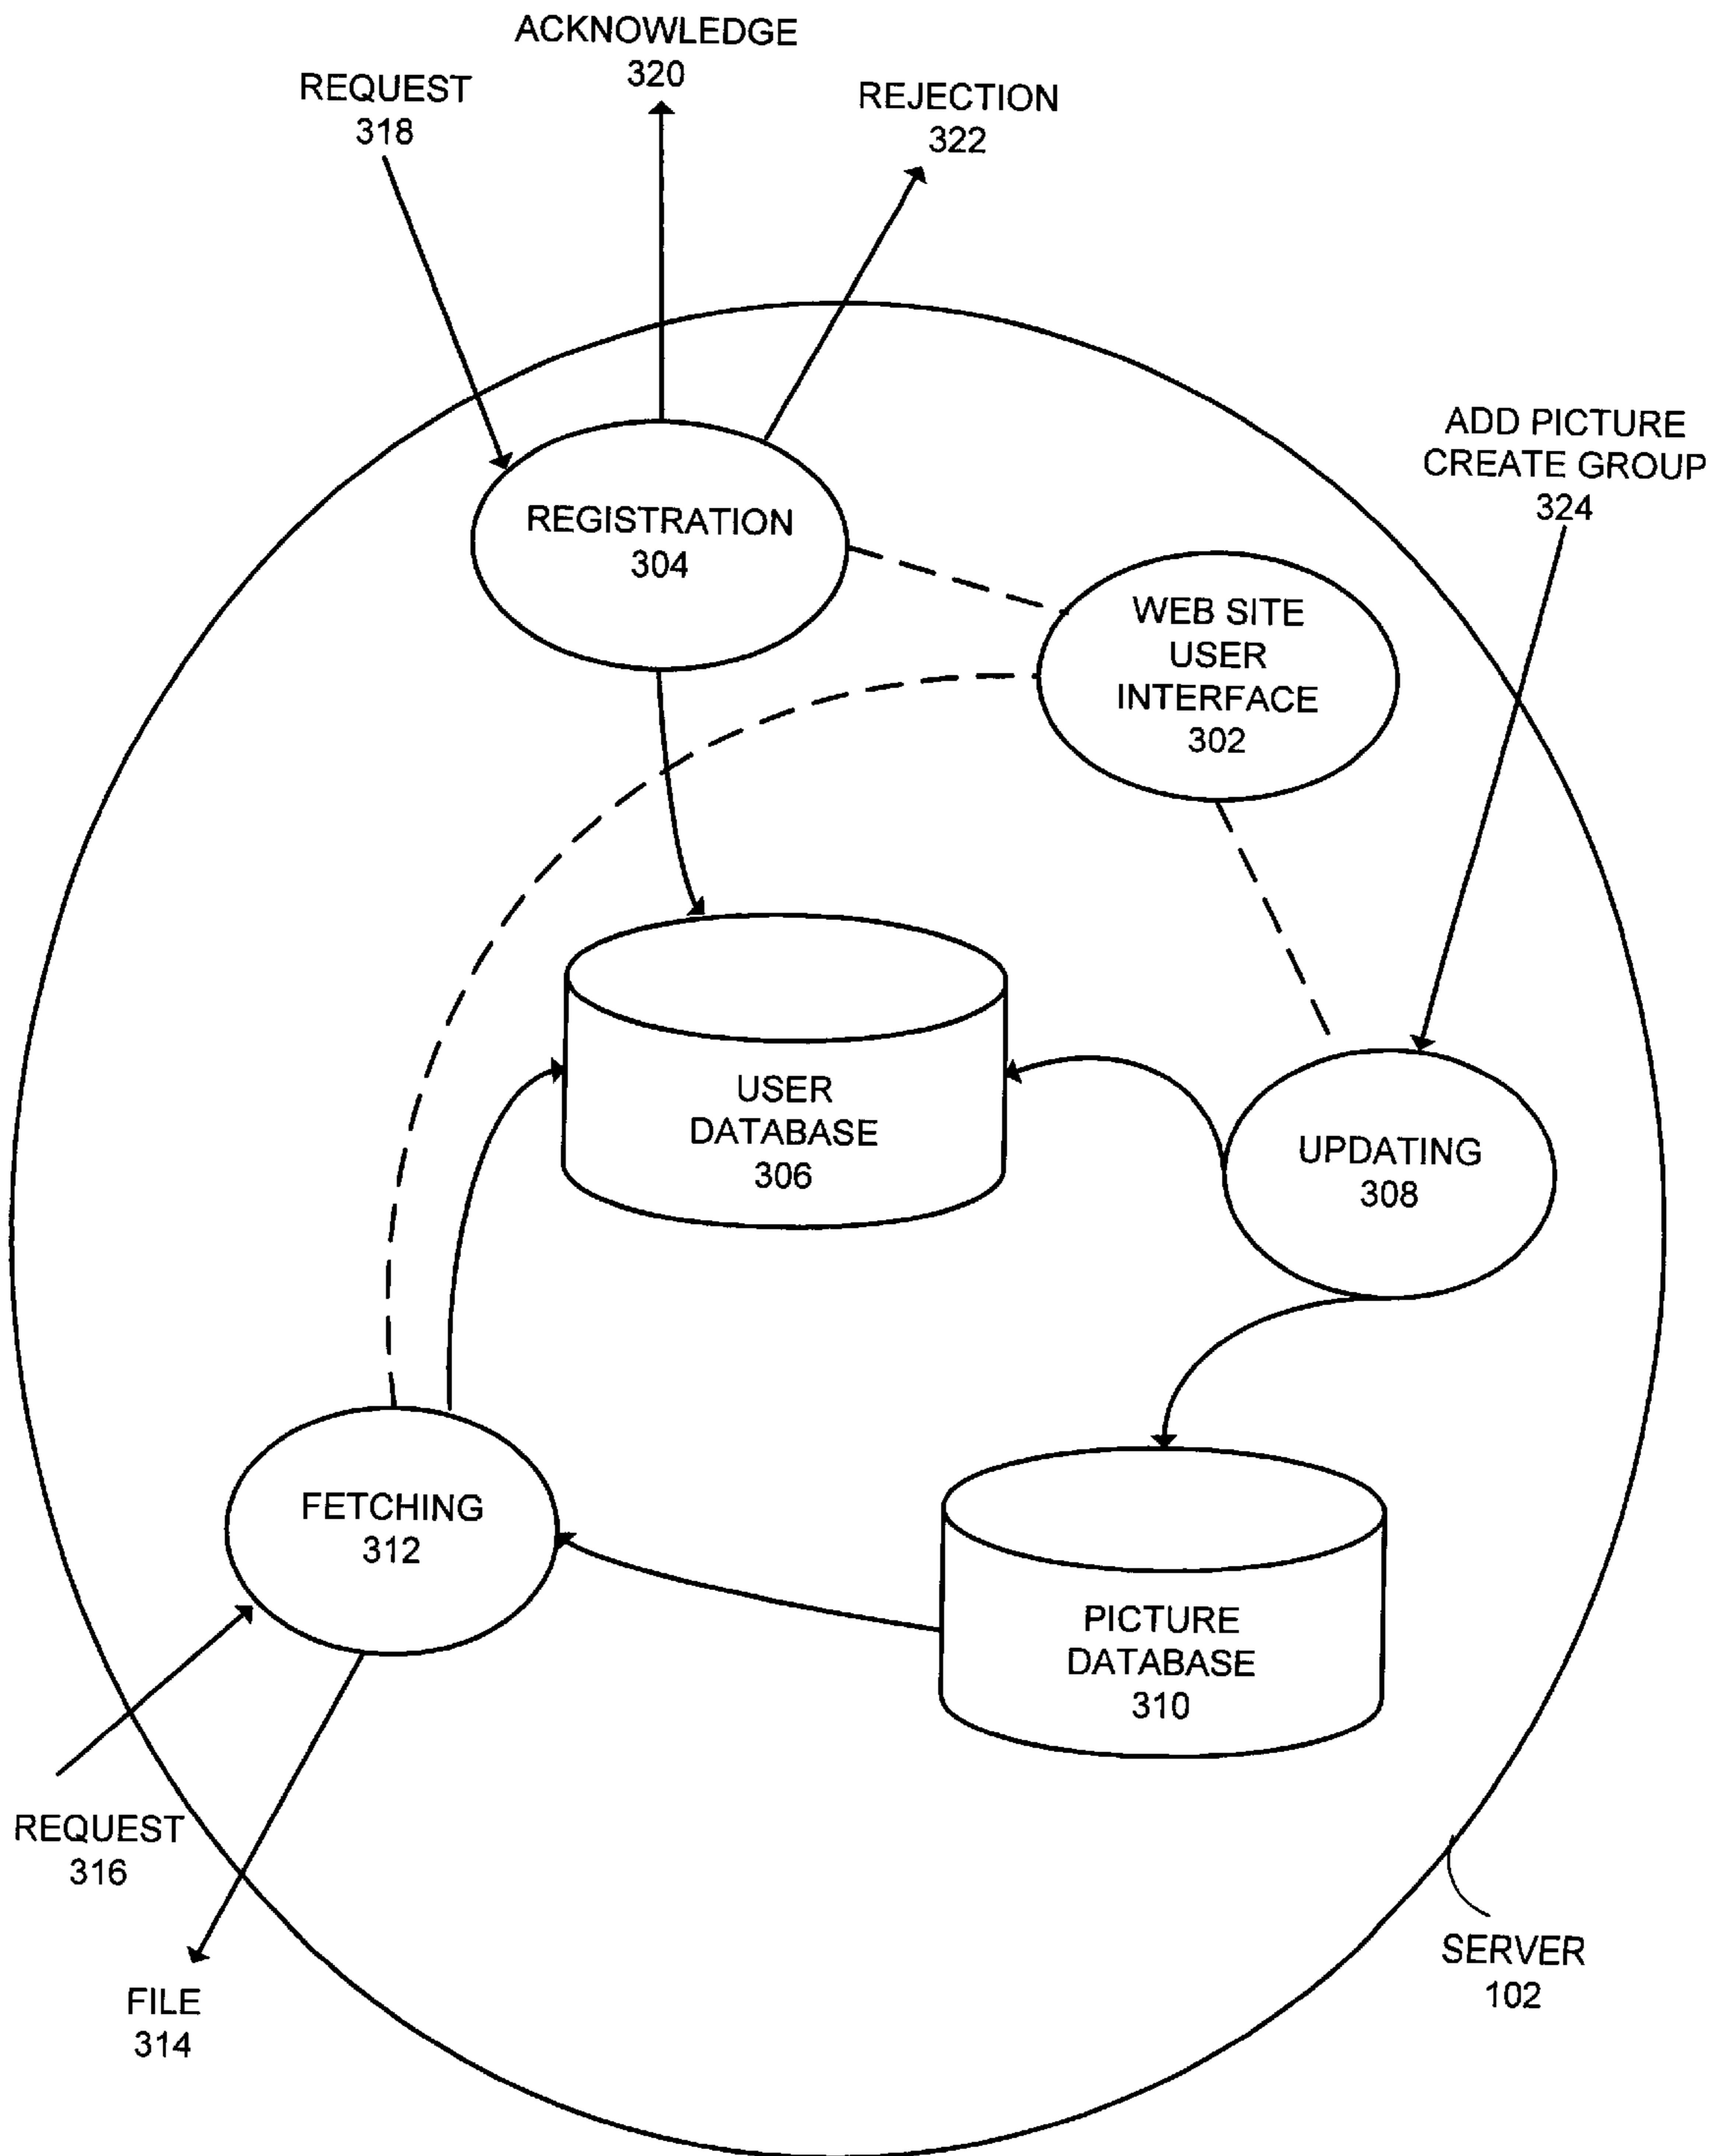 ACKNOWLEDGE
320
REQUEST
318
REJECTION
322
ADD PICTURE
CREATE GROUP
324
REGISTRATION
304
WEB SITE
USER
INTERFACE
302
USER
DATABASE
306
UPDATING
308
FETCHING
312
PICTURE
DATABASE
310
REQUEST
316
FILE
314
SERVER
102